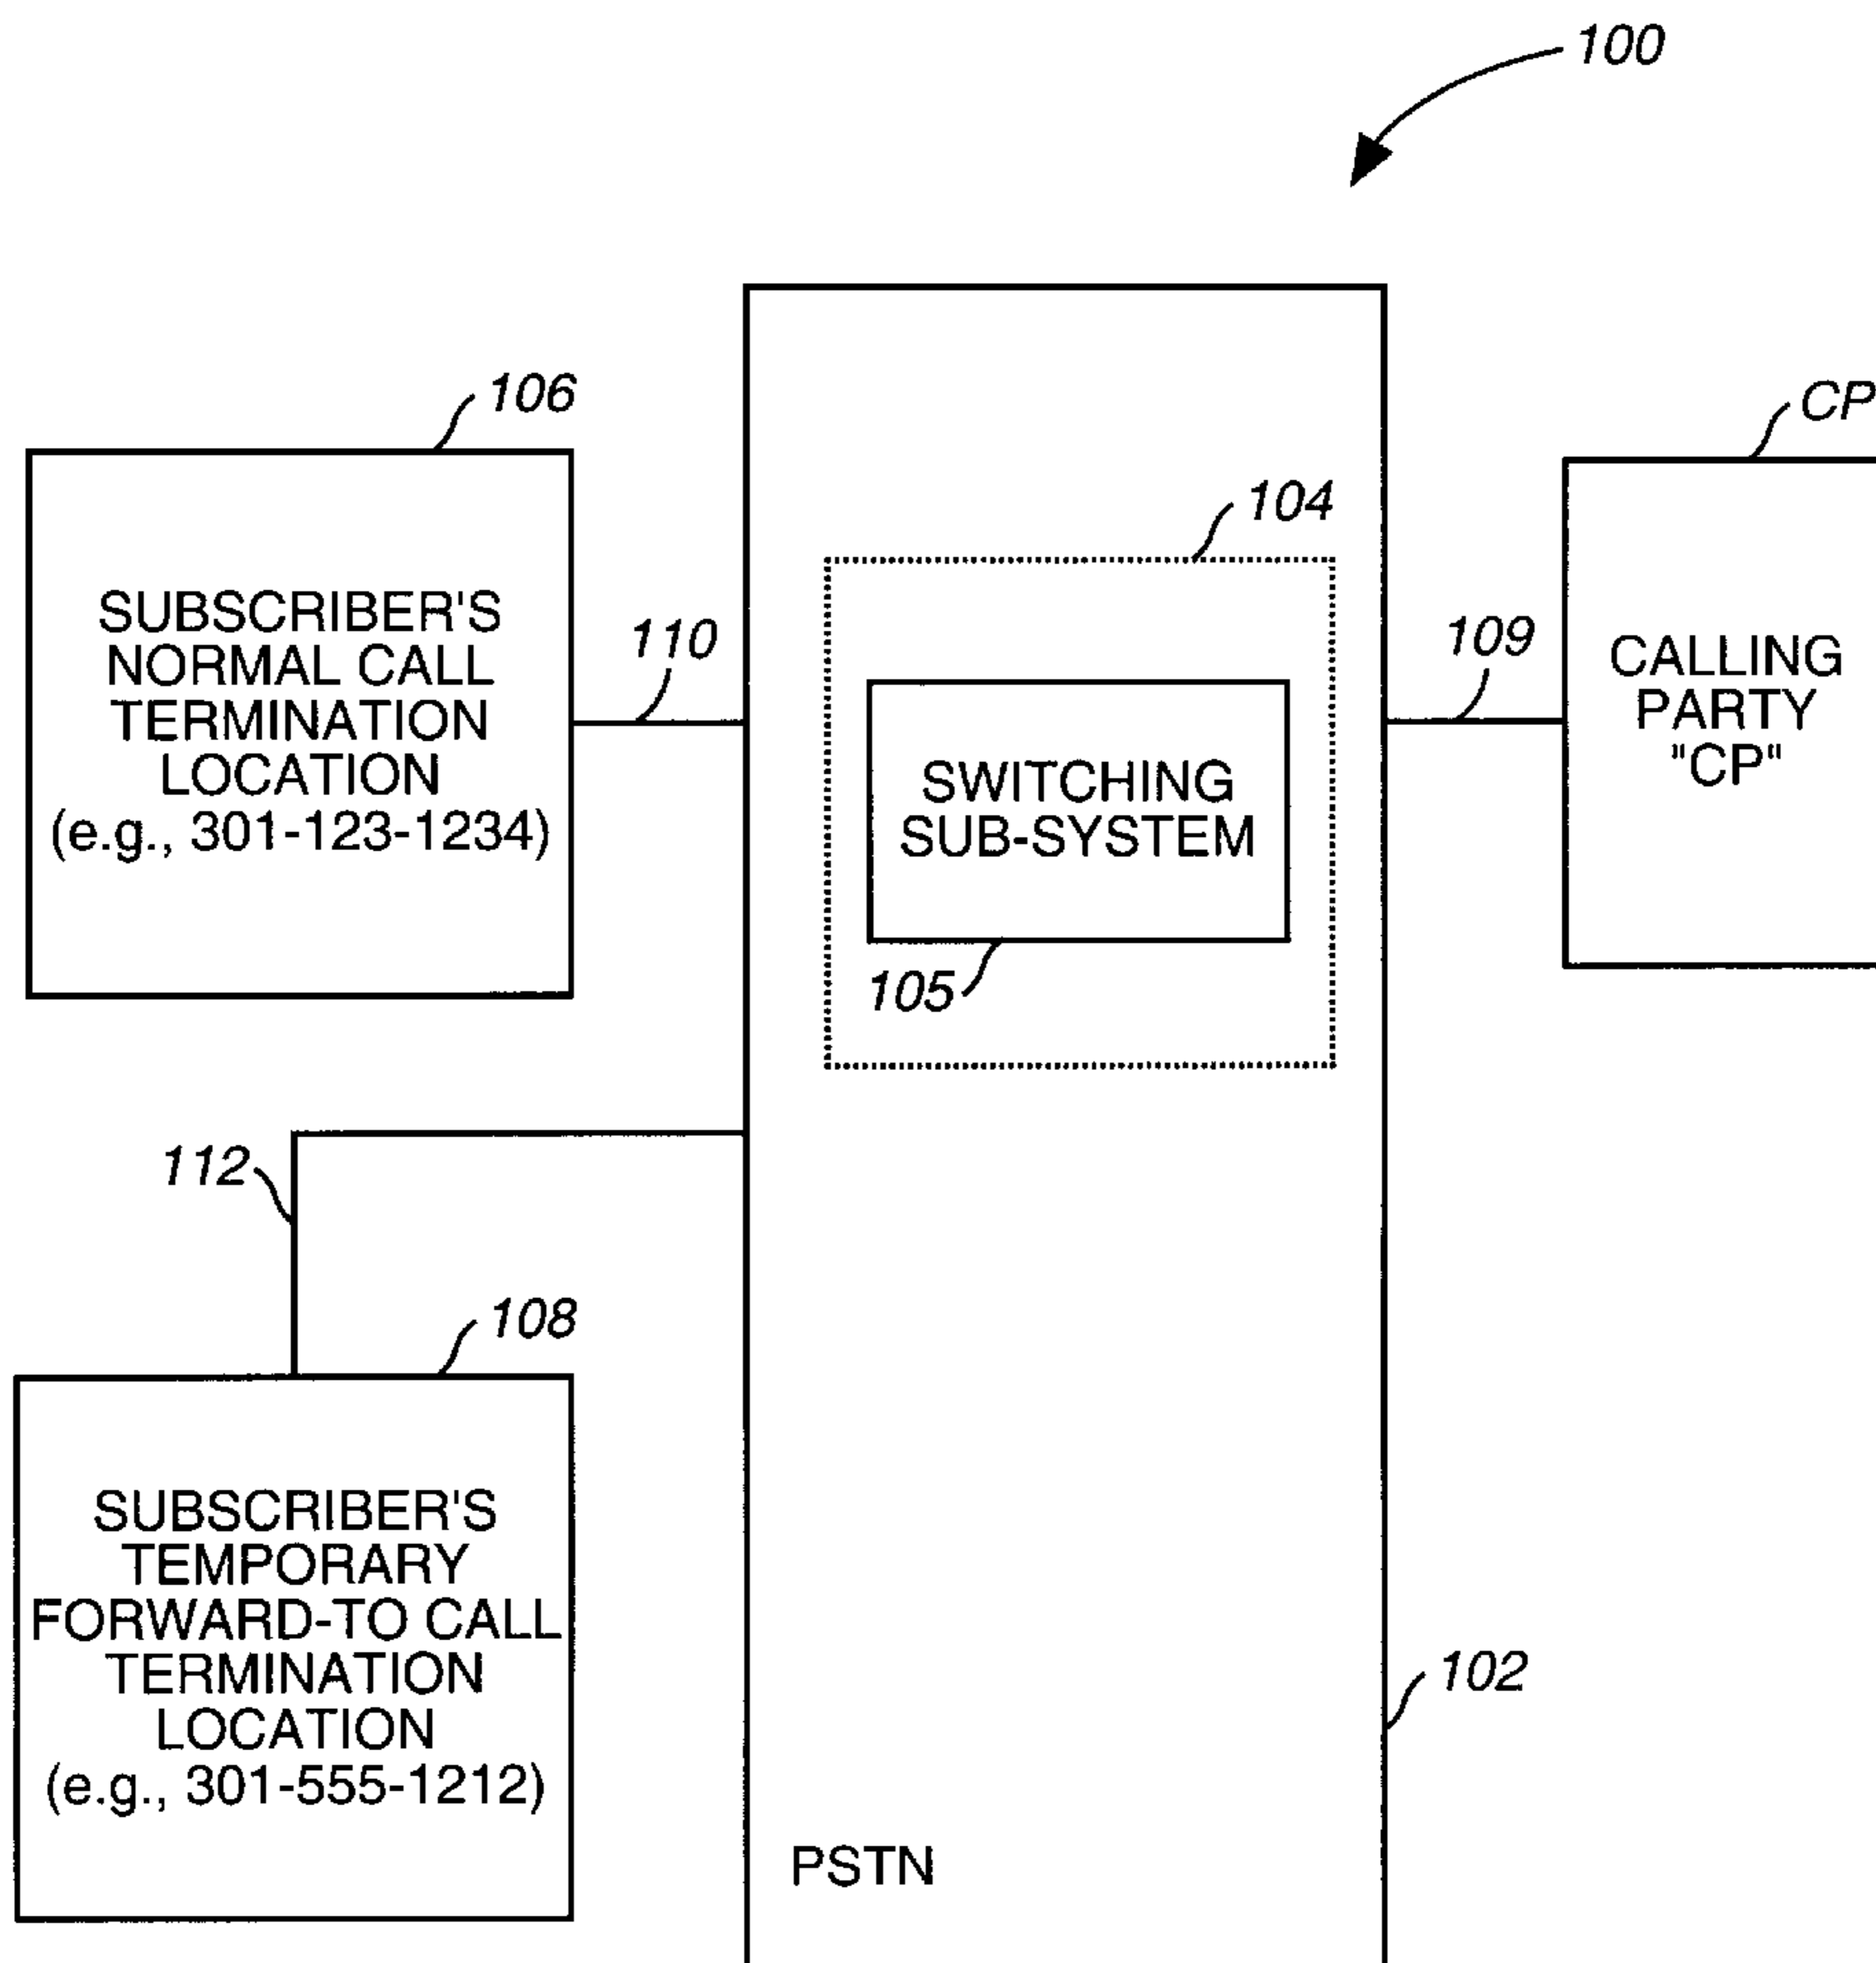 100
106
CP
104
SUBSCRIBER'S
NORMAL CALL
TERMINATION
LOCATION
(e.g., 301-123-1234)
110
109
CALLING
PARTY
"CP"
SWITCHING
SUB-SYSTEM
105
112
108
SUBSCRIBER'S
TEMPORARY
FORWARD-TO CALL
TERMINATION
LOCATION
(e.g., 301-555-1212)
102
PSTN